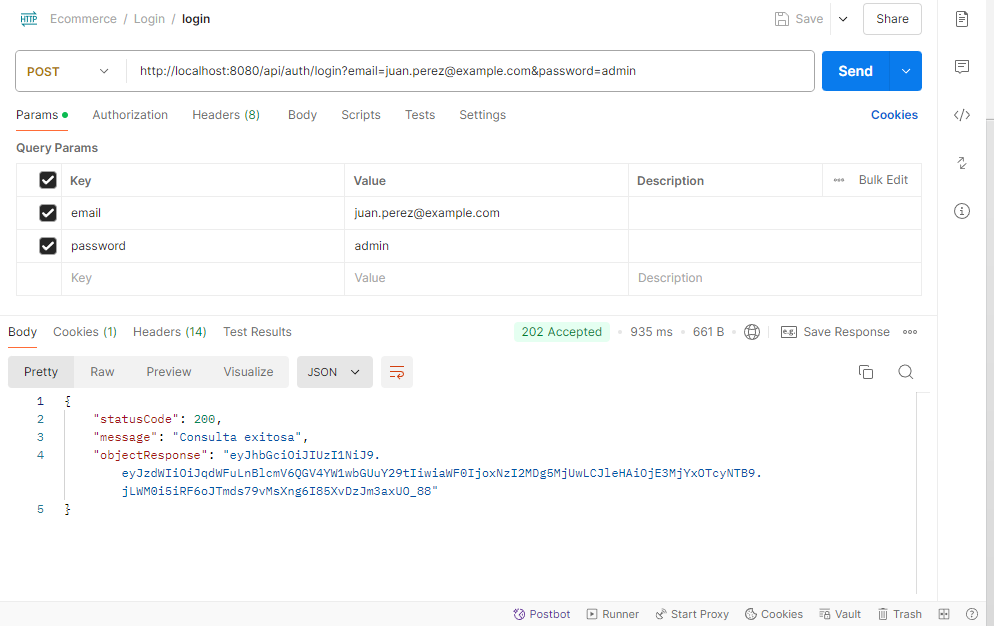 HTTP Ecommerce / Login / login Save Share
POST http://localhost:8080/api/auth/login?email=juan.perez@example.com&password=admin Send
Params Authorization Headers (8) Body Scripts Tests Settings Cookies
Query Params
Key Value Description Bulk Edit
email juan.perez@example.com
password admin
Key Value Description
Body Cookies (1) Headers (14) Test Results 202 Accepted 935 ms 661 B e.g. Save Response
Pretty Raw Preview Visualize JSON
1 {
2 "statusCode": 200,
3 "message": "Consulta exitosa",
4 "objectResponse": "eyJhbGciOiJIUzI1NiJ9.
eyJzdWIiOiJqdWFuLnBlcmV6QGV4YW1wbGUuY29tIiwiaWF0IjoxNzI2MDg5MjUwLCJleHAiOjE3MjYxOTcyNTB9.
jLWM0i5iRF6oJTmds79vMsXng6I85XvDzJm3axUO_88"
5 }
Postbot Runner Start Proxy Cookies Vault Trash